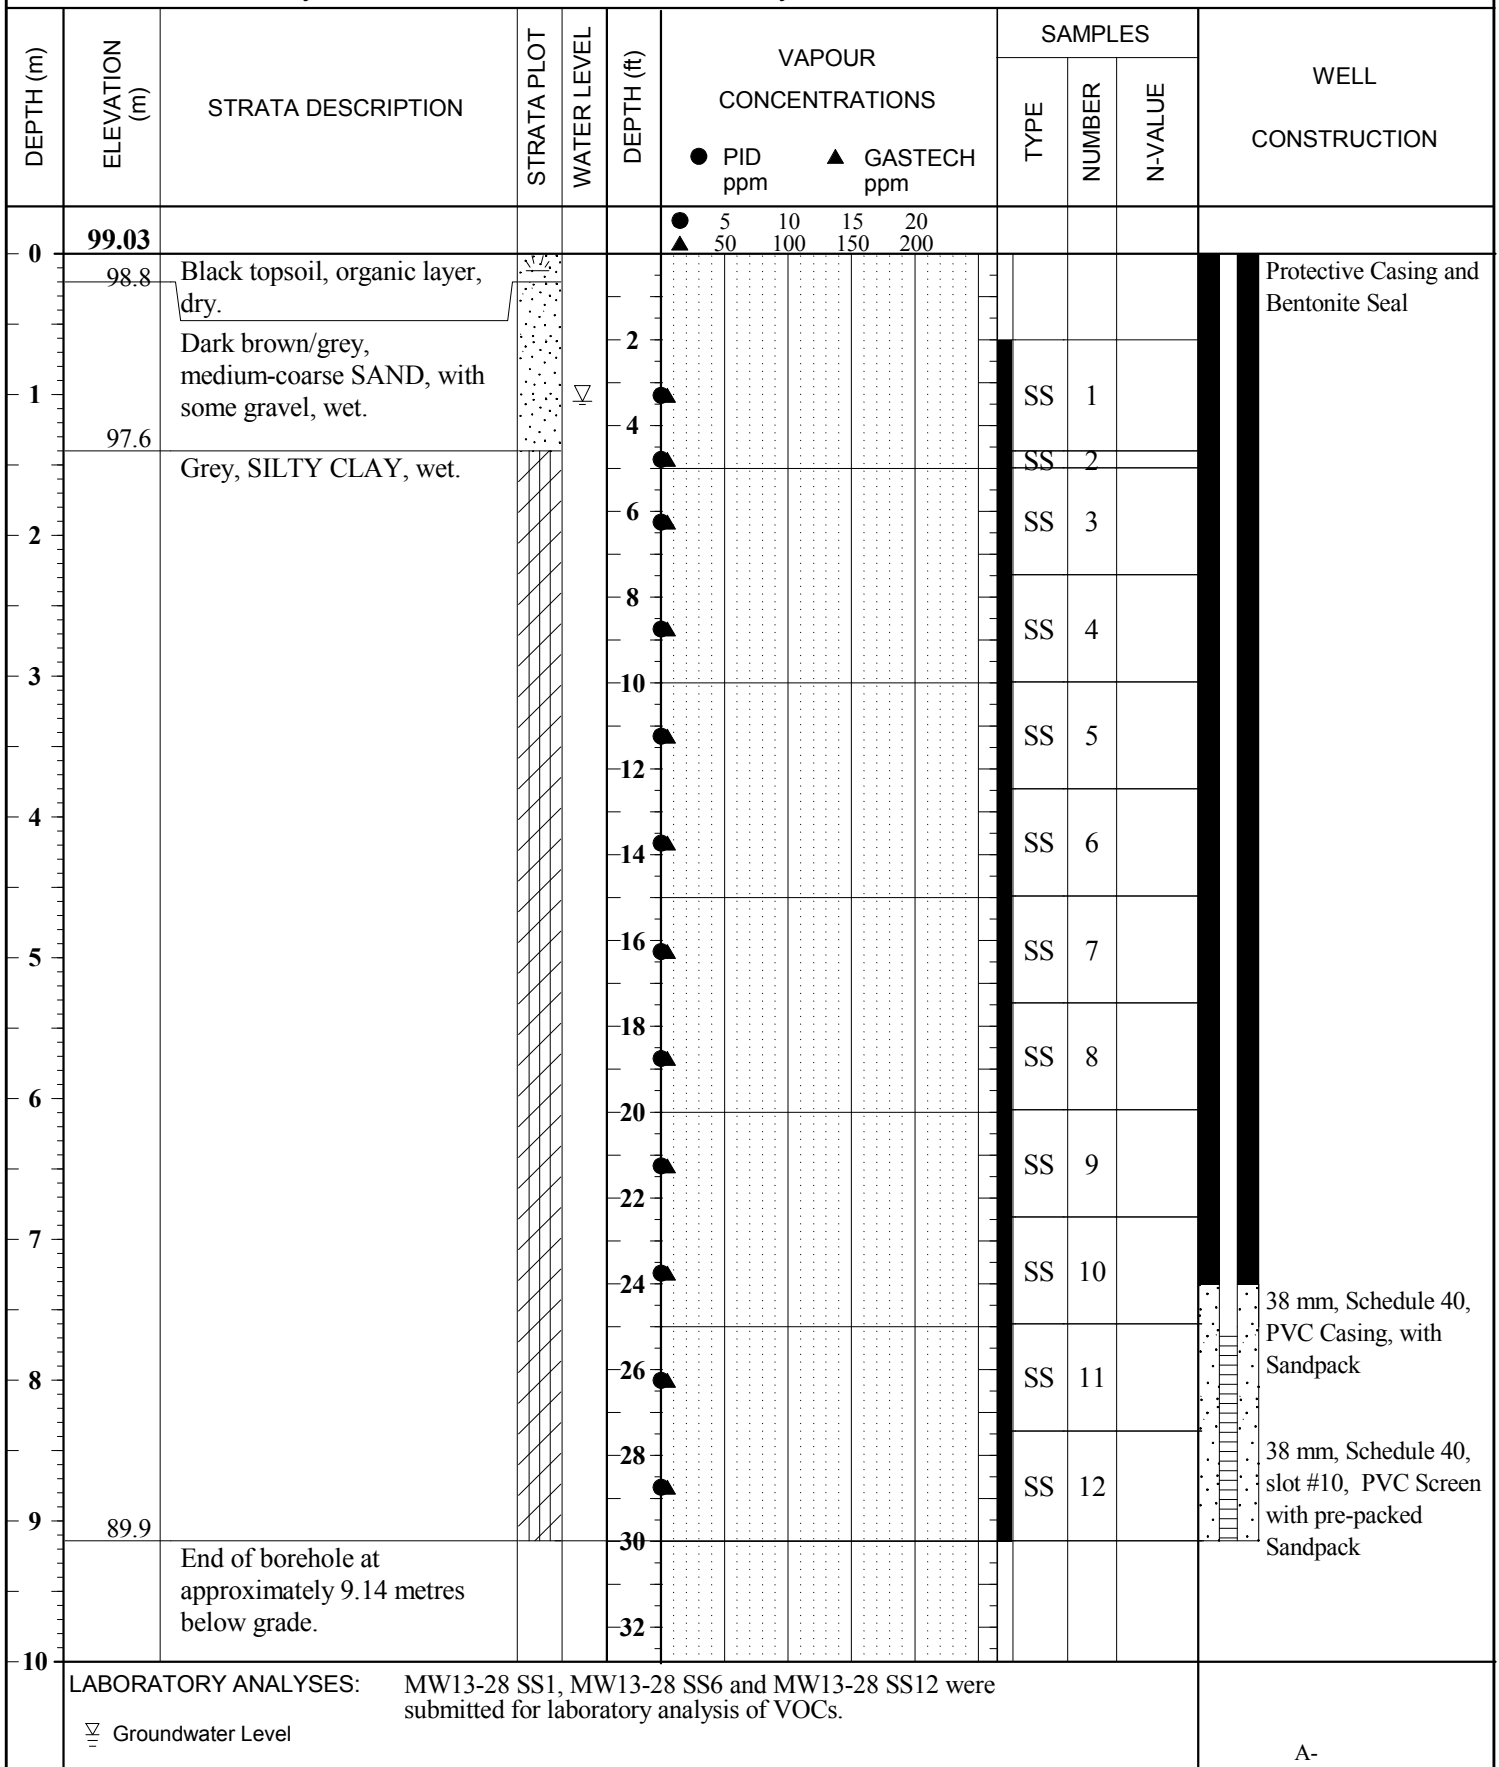 DEPTH (m)
ELEVATION
(m)
STRATA DESCRIPTION
STRATA PLOT
WATER LEVEL
DEPTH (ft)
VAPOUR
CONCENTRATIONS
● PID ▲ GASTECH
ppm ppm
SAMPLES
TYPE
NUMBER
N-VALUE
WELL
CONSTRUCTION
● 5 10 15 20
▲ 50 100 150 200
99.03
0
98.8
Black topsoil, organic layer,
dry.
Protective Casing and
Bentonite Seal
Dark brown/grey,
medium-coarse SAND, with
some gravel, wet.
2
1
SS 1
4
97.6
Grey, SILTY CLAY, wet.
SS 2
6
SS 3
2
8
SS 4
3
10
SS 5
12
4
SS 6
14
16
SS 7
5
18
SS 8
6
20
SS 9
22
7
SS 10
24
38 mm, Schedule 40,
PVC Casing, with
Sandpack
26
8
SS 11
28
38 mm, Schedule 40,
slot #10, PVC Screen
with pre-packed
Sandpack
SS 12
9
89.9
30
End of borehole at
approximately 9.14 metres
below grade.
32
10
LABORATORY ANALYSES: MW13-28 SS1, MW13-28 SS6 and MW13-28 SS12 were
submitted for laboratory analysis of VOCs.
Groundwater Level
A-